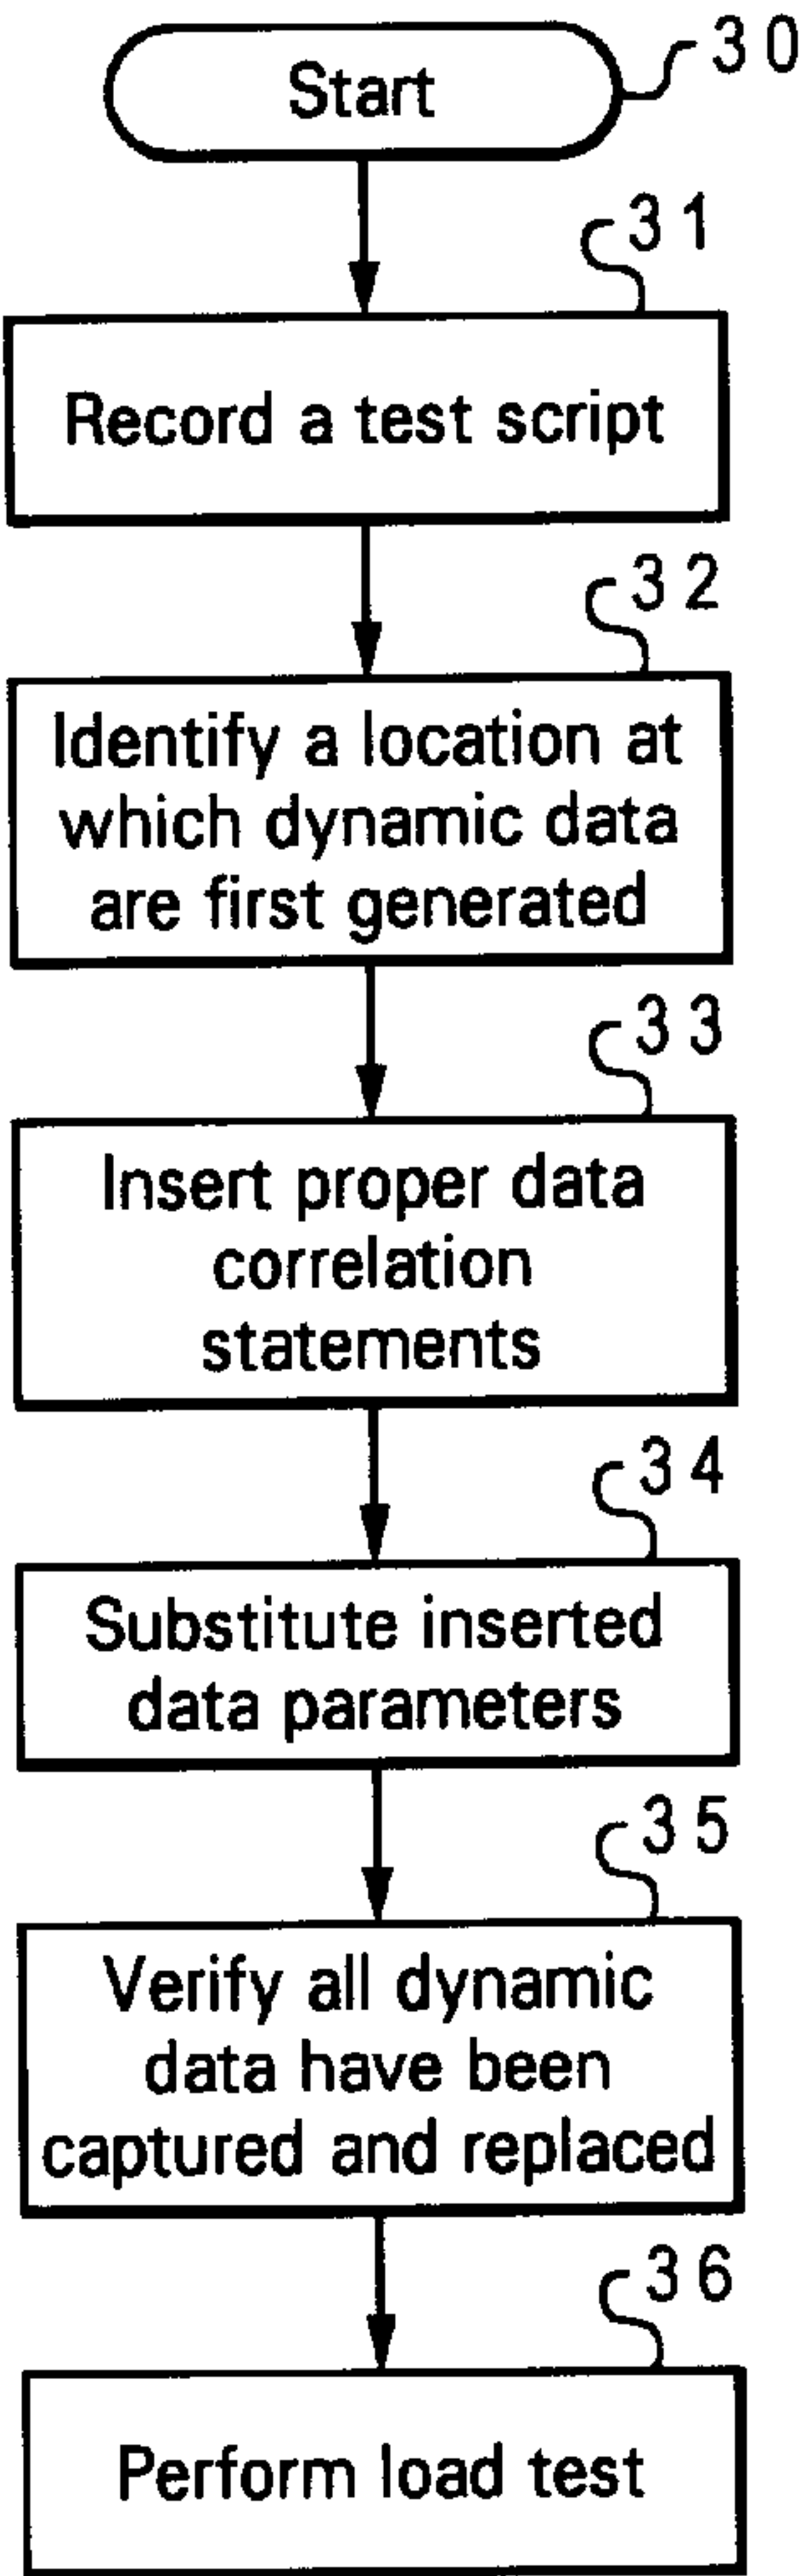 Start
30
31
Record a test script
32
Identify a location at
which dynamic data
are first generated
33
Insert proper data
correlation
statements
34
Substitute inserted
data parameters
35
Verify all dynamic
data have been
captured and replaced
36
Perform load test